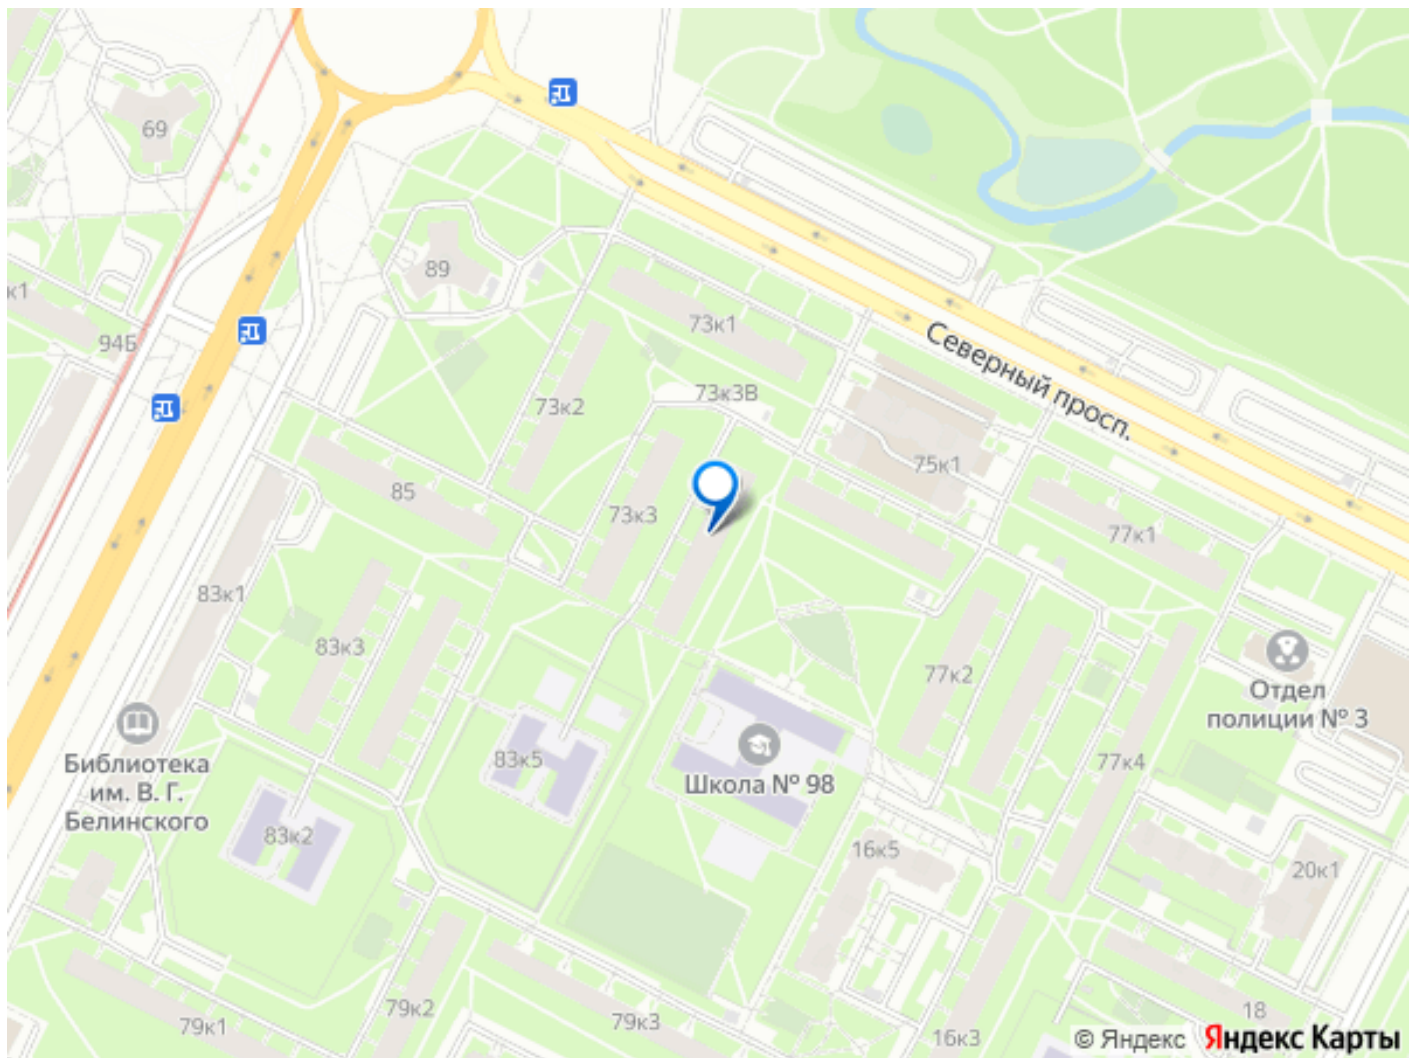 69
89
к1
94Б
73к1
73к3В
73к2
Северный просп.
75к1
85
73к3
77к1
83к1
83к3
77к2
Отдел
полиции № 3
83к5
Школа № 98
77к4
Библиотека
им. В. Г.
Белинского
83к2
16к5
20к1
79к1
79к2
79к3
16к3
18
© Яндекс Яндекс Карты